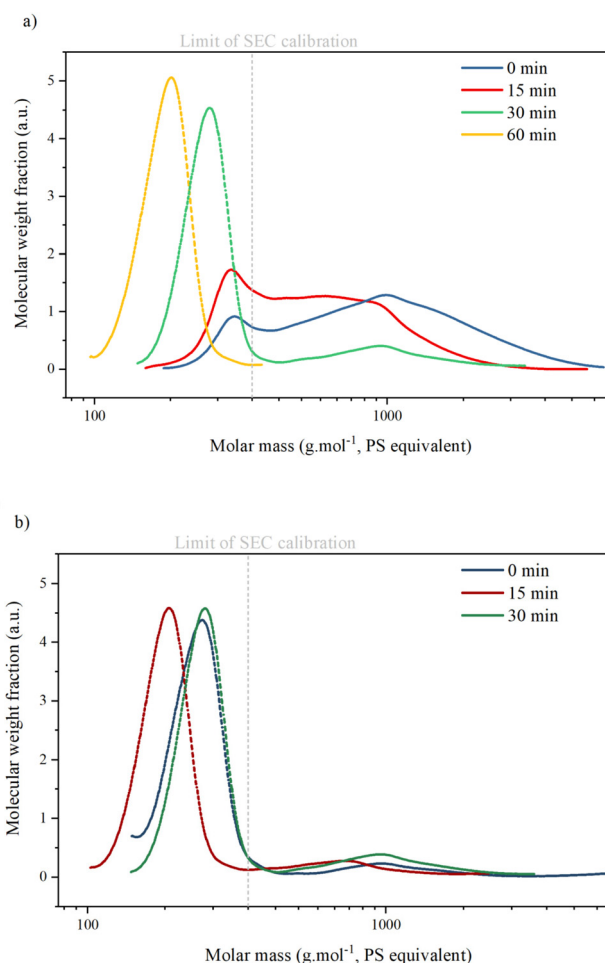 a)
Limit of SEC calibration
0 min
15 min
30 min
60 min
Molecular weight fraction (a.u.)
5
4
3
2
1
0
100
1000
Molar mass (g.mol⁻¹, PS equivalent)
b)
Limit of SEC calibration
0 min
15 min
30 min
Molecular weight fraction (a.u.)
5
4
3
2
1
0
100
1000
Molar mass (g.mol⁻¹, PS equivalent)